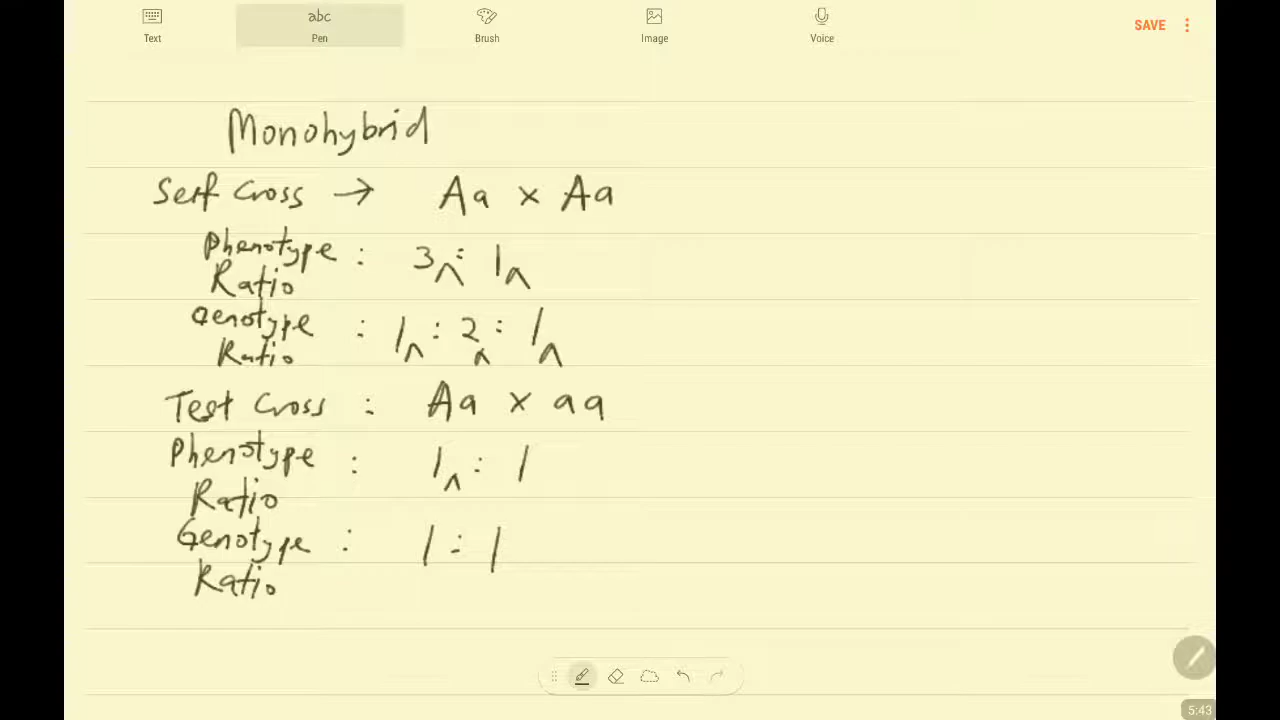 Text
abc
Pen
Brush
Image
Voice
SAVE
Monohybrid
Self Cross → Aa × Aa
Phenotype : 3 : 1
Ratio
Genotype : 1 : 2 : 1
Ratio
Test Cross : Aa × aa
Phenotype : 1 : 1
Ratio
Genotype : 1 : 1
Ratio
5:43